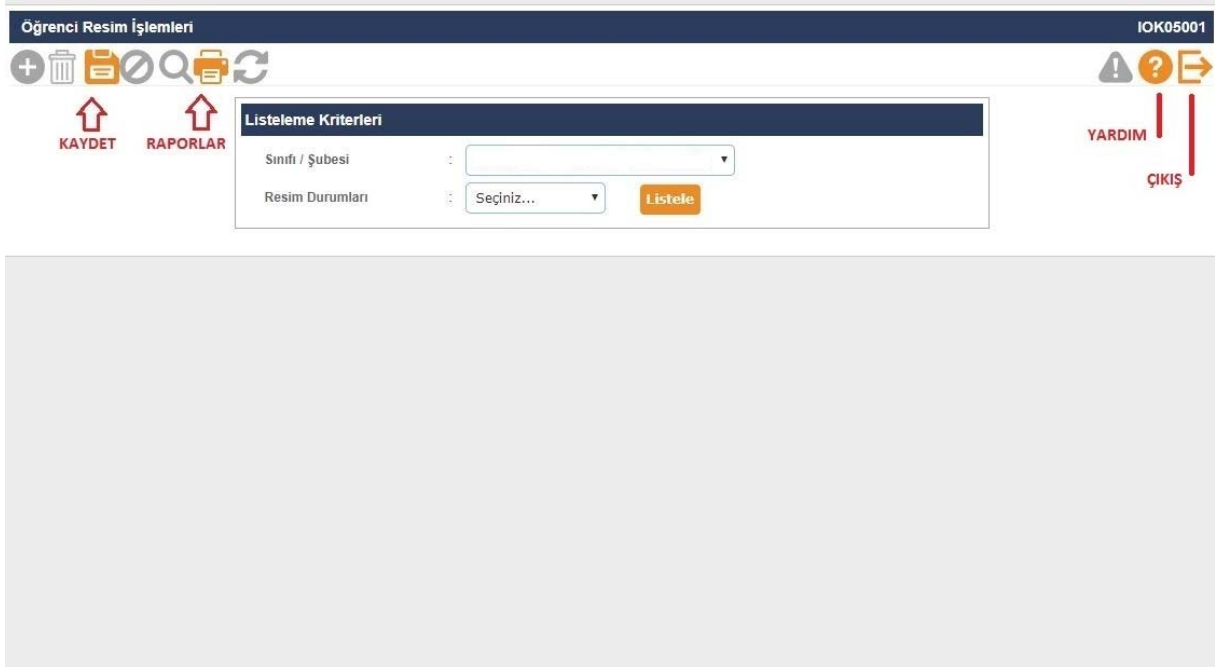 Öğrenci Resim İşlemleri IOK05001
KAYDET RAPORLAR
Listeleme Kriterleri
YARDIM
Sınıfı / Şubesi :
ÇIKIŞ
Resim Durumları : Seçiniz... Listele